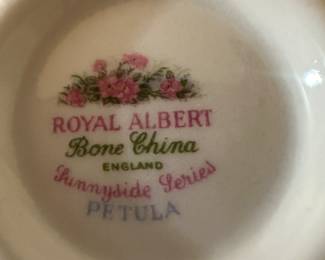 ROYAL ALBERT
Bone China
ENGLAND
Sunnyside Series
PETULA